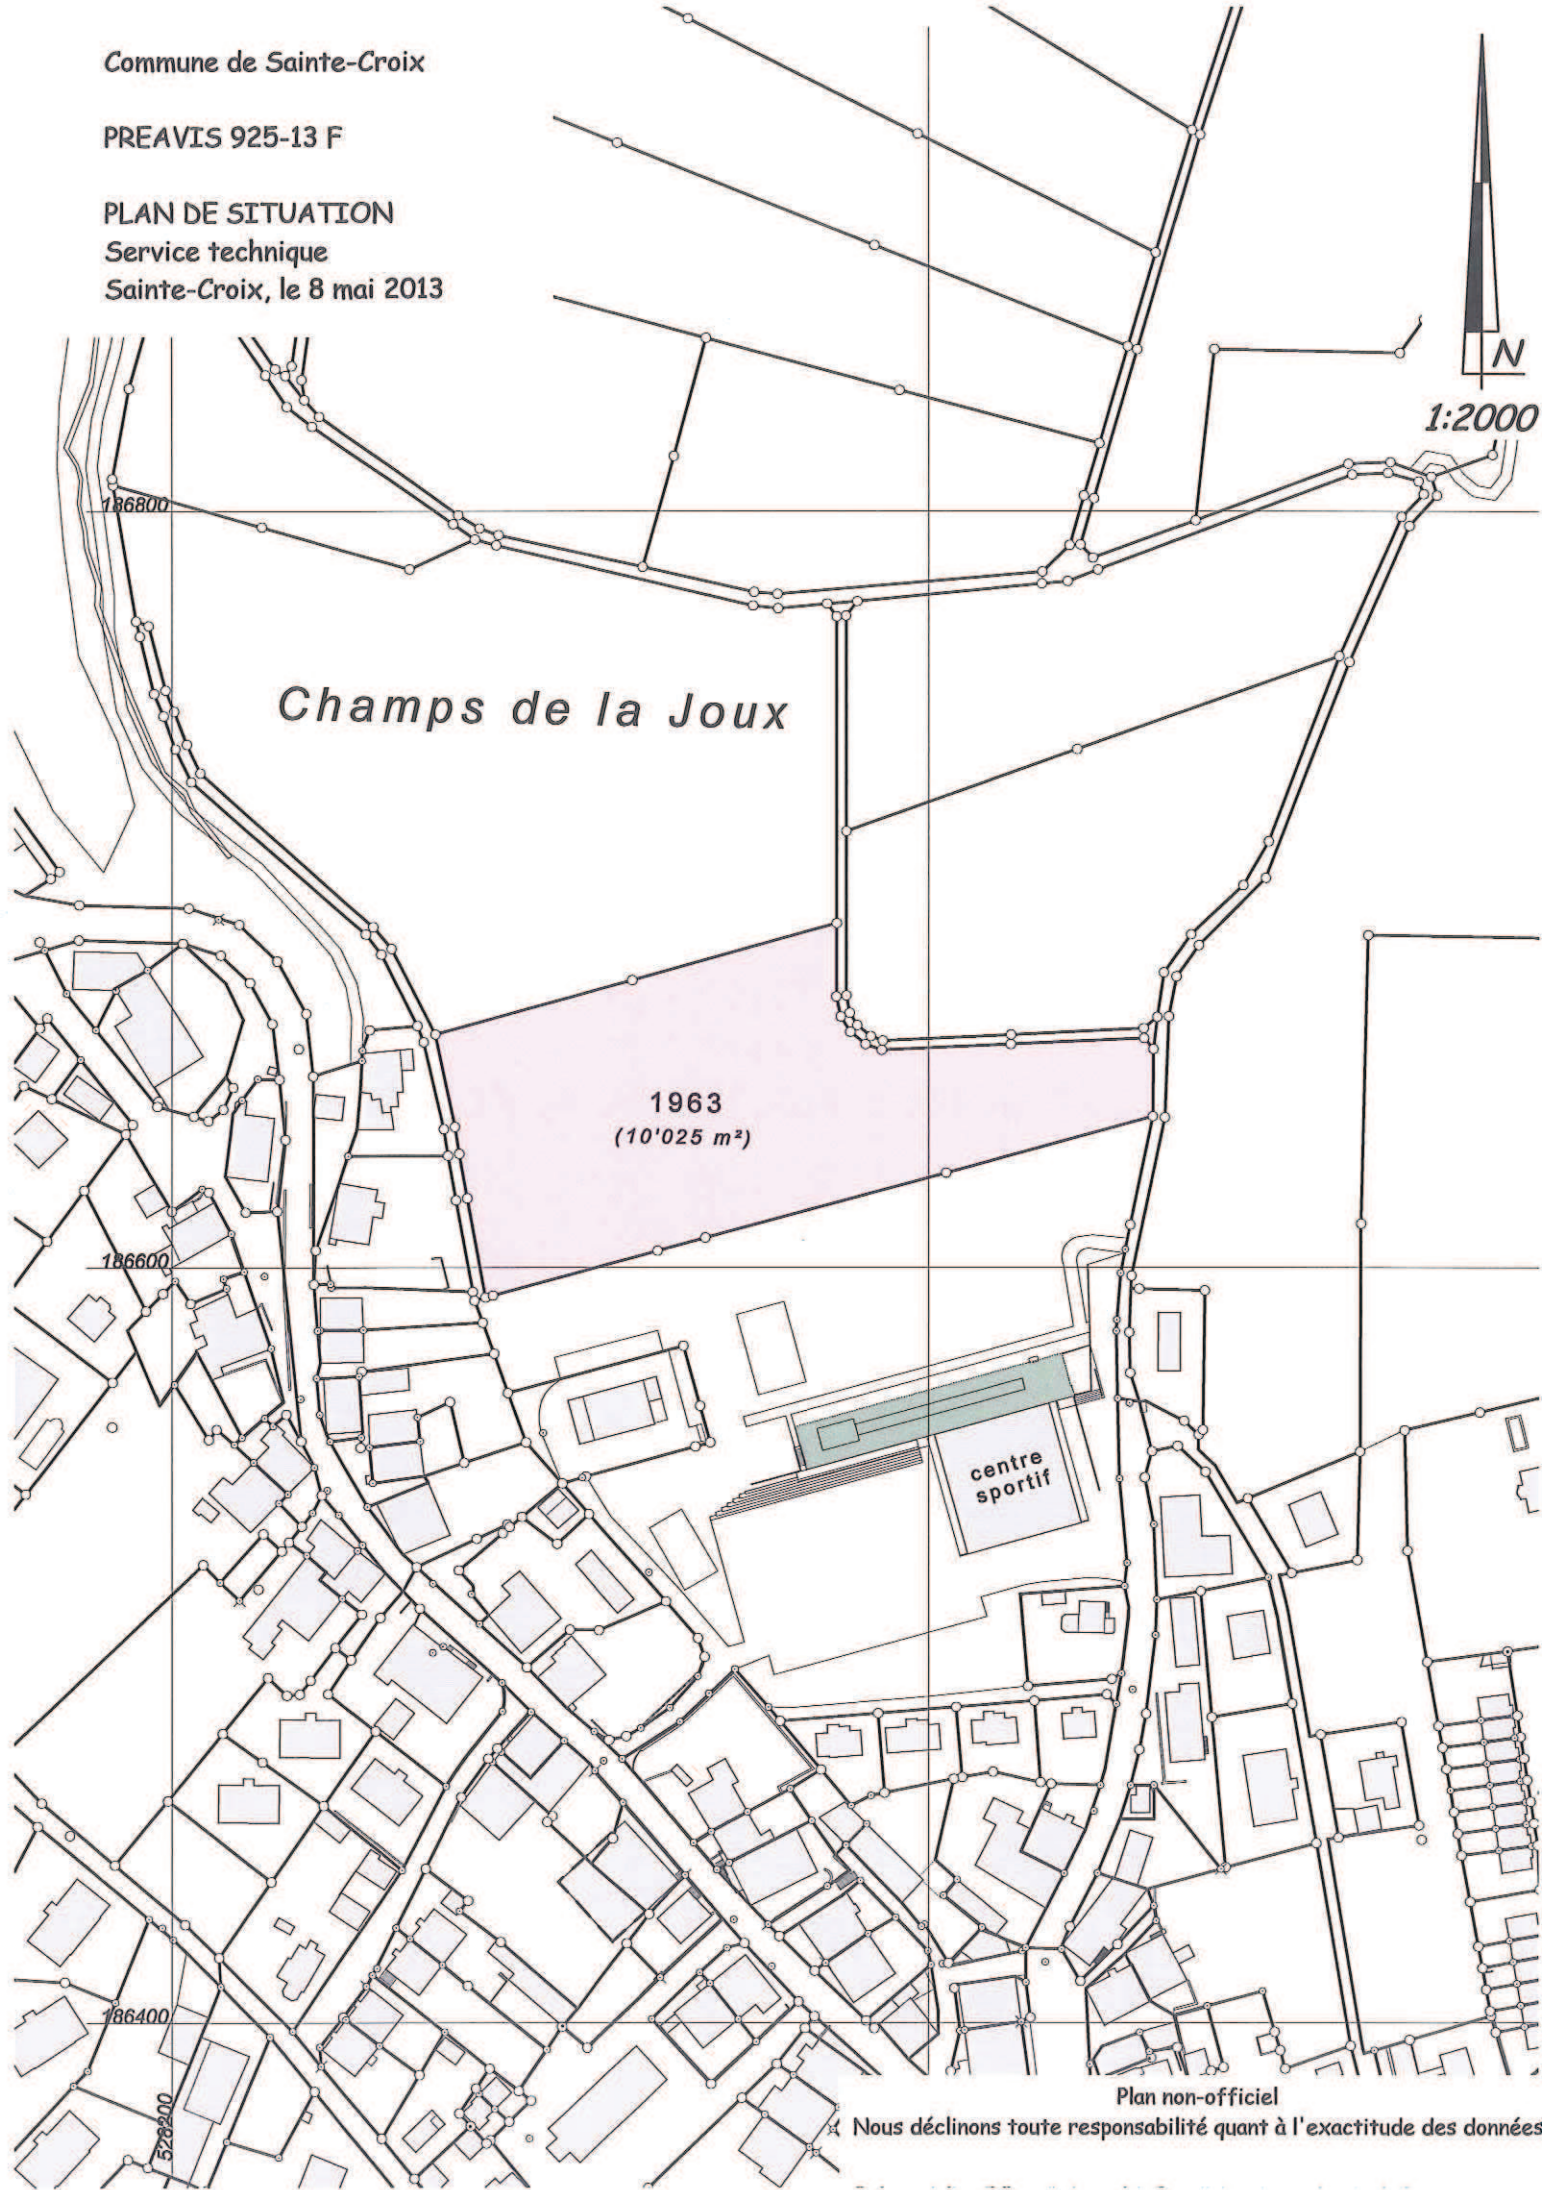 Commune de Sainte-Croix
PREAVIS 925-13 F
PLAN DE SITUATION
Service technique
Sainte-Croix, le 8 mai 2013
N
1:2000
186800
Champs de la Joux
1963
(10'025 m²)
186600
centre
sportif
186400
528200
Plan non-officiel
Nous déclinons toute responsabilité quant à l'exactitude des données